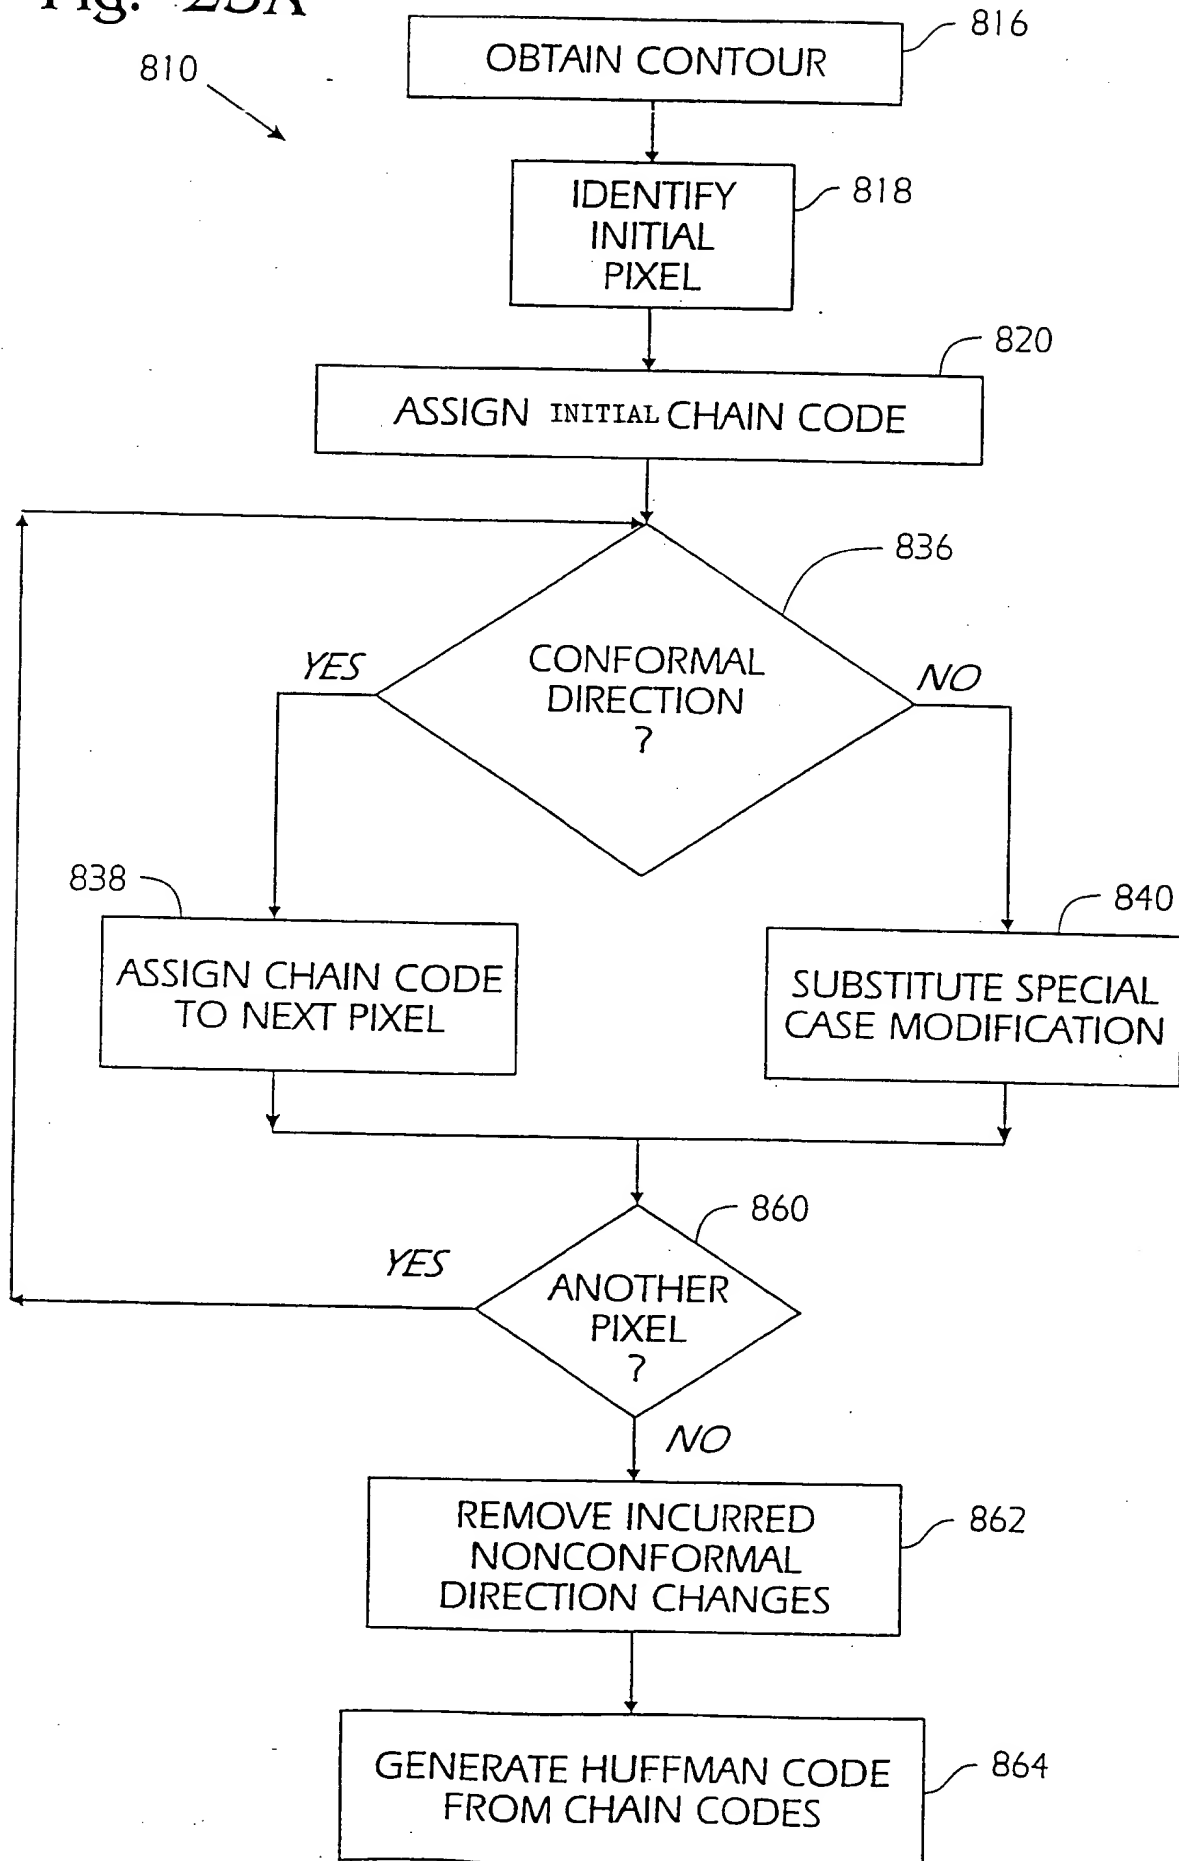 Fig. 23A
810
OBTAIN CONTOUR
816
IDENTIFY
INITIAL
PIXEL
818
820
ASSIGN INITIAL CHAIN CODE
836
YES
CONFORMAL
DIRECTION
?
NO
838
840
ASSIGN CHAIN CODE
TO NEXT PIXEL
SUBSTITUTE SPECIAL
CASE MODIFICATION
860
YES
ANOTHER
PIXEL
?
NO
REMOVE INCURRED
NONCONFORMAL
DIRECTION CHANGES
862
GENERATE HUFFMAN CODE
FROM CHAIN CODES
864